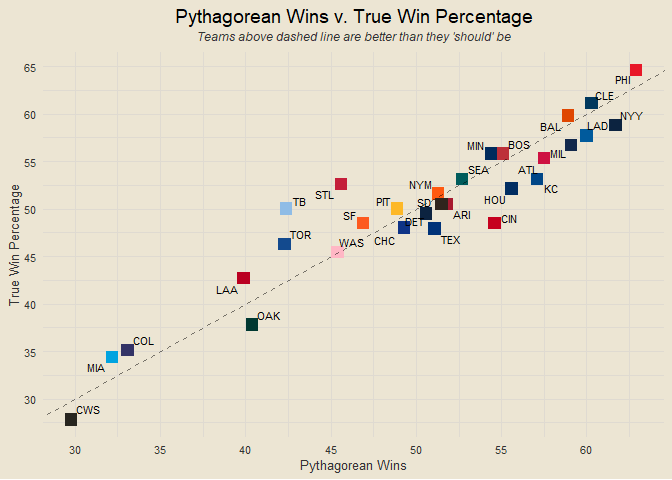 Pythagorean Wins v. True Win Percentage
Teams above dashed line are better than they 'should' be
65
PHI
CLE
60
NYY
BAL
LAD
55
MIN
BOS
MIL
SEA
ATL
NYM
KC
STL
HOU
50
TB
PIT
SD
ARI
CIN
SF
DET
TOR
CHC
TEX
WAS
45
LAA
40
OAK
COL
35
MIA
30
CWS
True Win Percentage
30
35
40
45
50
55
60
Pythagorean Wins